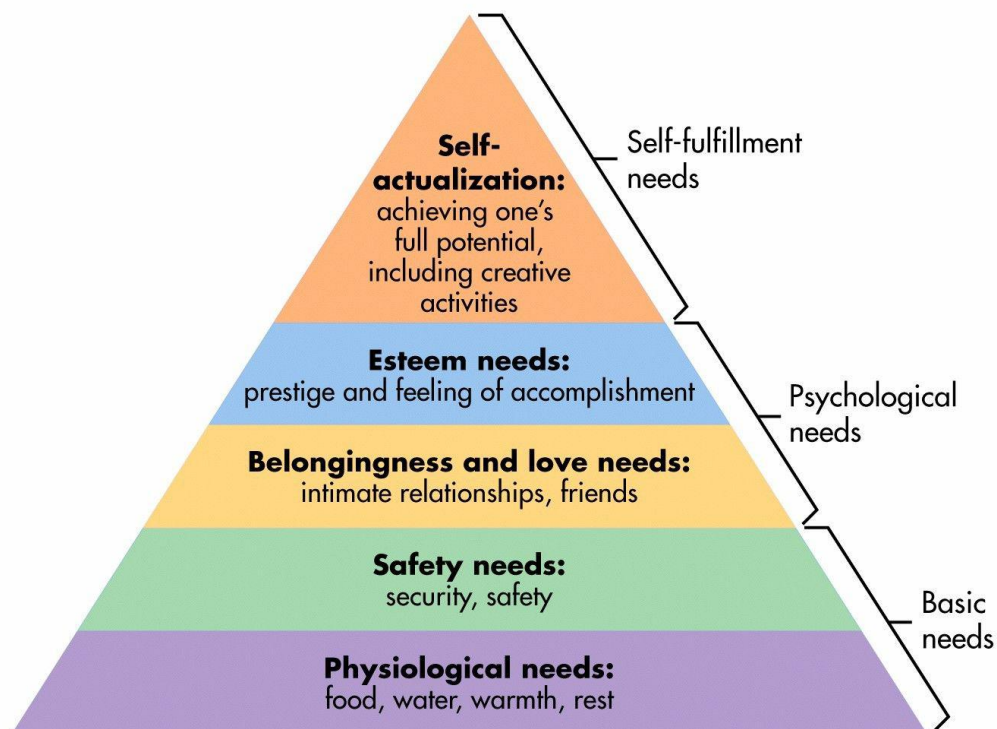 Self-
actualization:
achieving one's
full potential,
including creative
activities
Self-fulfillment
needs
Esteem needs:
prestige and feeling of accomplishment
Psychological
needs
Belongingness and love needs:
intimate relationships, friends
Safety needs:
security, safety
Basic
needs
Physiological needs:
food, water, warmth, rest